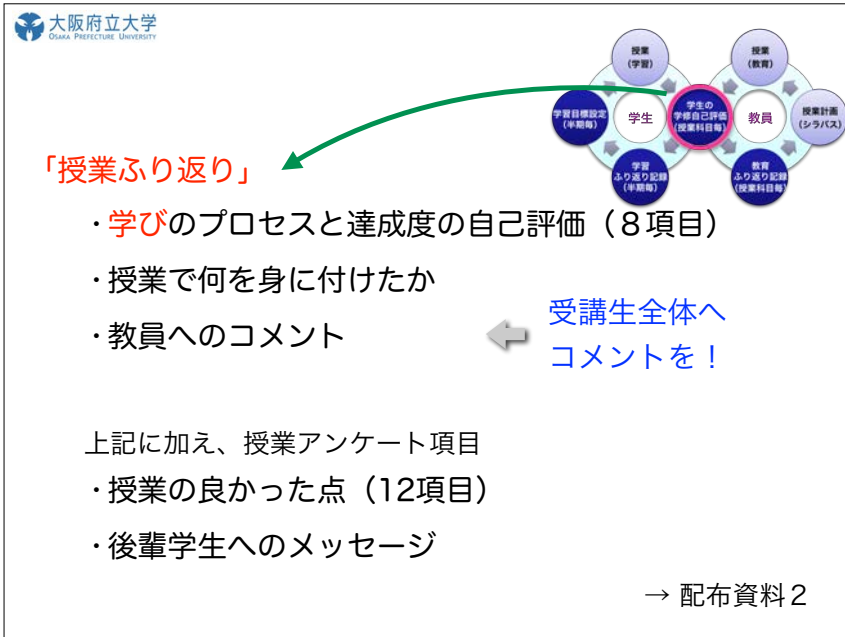 大阪府立大学
OSAKA PREFECTURE UNIVERSITY
授業
(学習)
授業
(教育)
学習目標設定
(半期毎)
学生
学生の
学修自己評価
(授業科目毎)
教員
授業計画
(シラバス)
学習
ふり返り記録
(半期毎)
教育
ふり返り記録
(授業科目毎)
「授業ふり返り」
・学びのプロセスと達成度の自己評価（８項目）
・授業で何を身に付けたか
・教員へのコメント
受講生全体へ
コメントを！
上記に加え、授業アンケート項目
・授業の良かった点（12項目）
・後輩学生へのメッセージ
→ 配布資料２